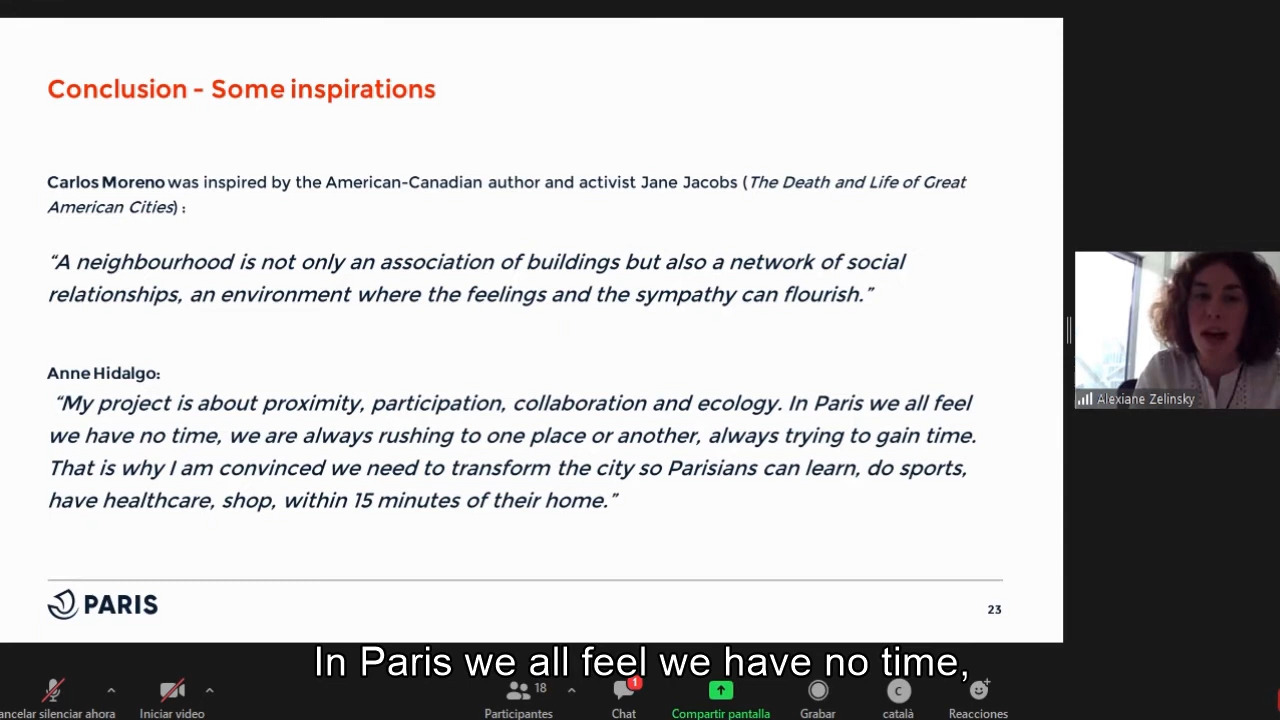 Conclusion - Some inspirations
Carlos Moreno was inspired by the American-Canadian author and activist Jane Jacobs (The Death and Life of Great
American Cities) :
“A neighbourhood is not only an association of buildings but also a network of social
relationships, an environment where the feelings and the sympathy can flourish.”
Anne Hidalgo:
“My project is about proximity, participation, collaboration and ecology. In Paris we all feel
we have no time, we are always rushing to one place or another, always trying to gain time.
That is why I am convinced we need to transform the city so Parisians can learn, do sports,
have healthcare, shop, within 15 minutes of their home.”
PARIS
23
Alexiane Zelinsky
In Paris we all feel we have no time,
18
1
C
ancelar silenciar ahora
Iniciar video
Participantes
Chat
Compartir pantalla
Grabar
català
Reacciones